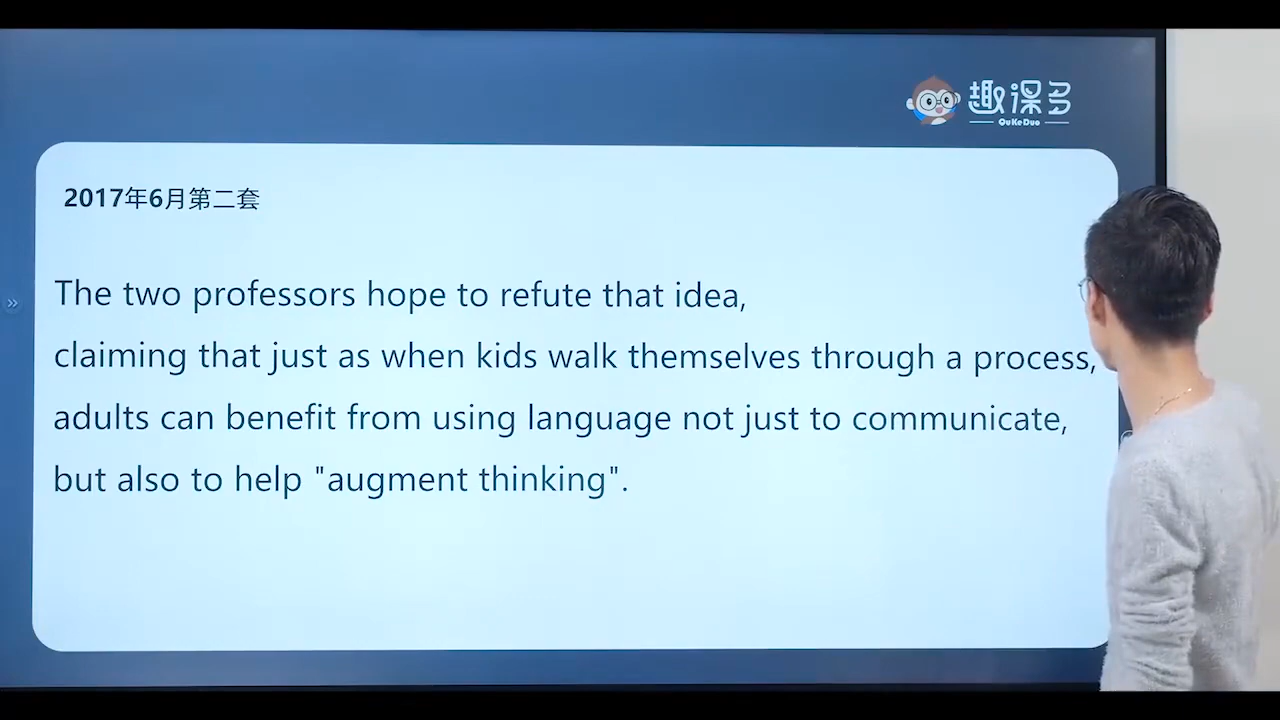 趣课多
QuKeDuo
2017年6月第二套
»
The two professors hope to refute that idea,
claiming that just as when kids walk themselves through a process,
adults can benefit from using language not just to communicate,
but also to help "augment thinking".